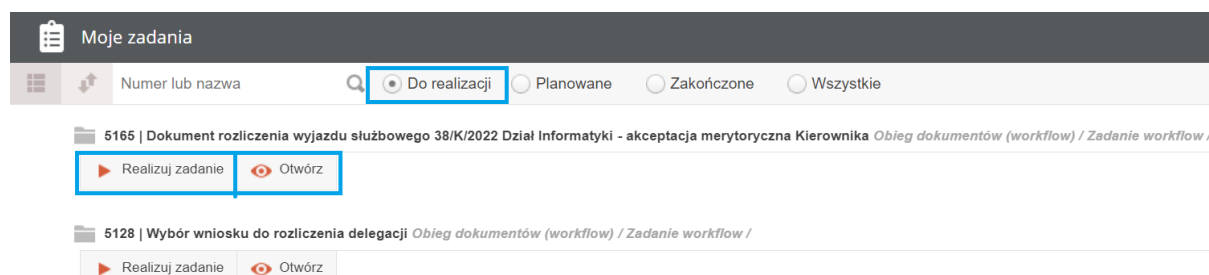 Moje zadania
Numer lub nazwa Do realizacji Planowane Zakończone Wszystkie
5165 | Dokument rozliczenia wyjazdu służbowego 38/K/2022 Dział Informatyki - akceptacja merytoryczna Kierownika Obieg dokumentów (workflow) / Zadanie workflow /
Realizuj zadanie Otwórz
5128 | Wybór wniosku do rozliczenia delegacji Obieg dokumentów (workflow) / Zadanie workflow /
Realizuj zadanie Otwórz